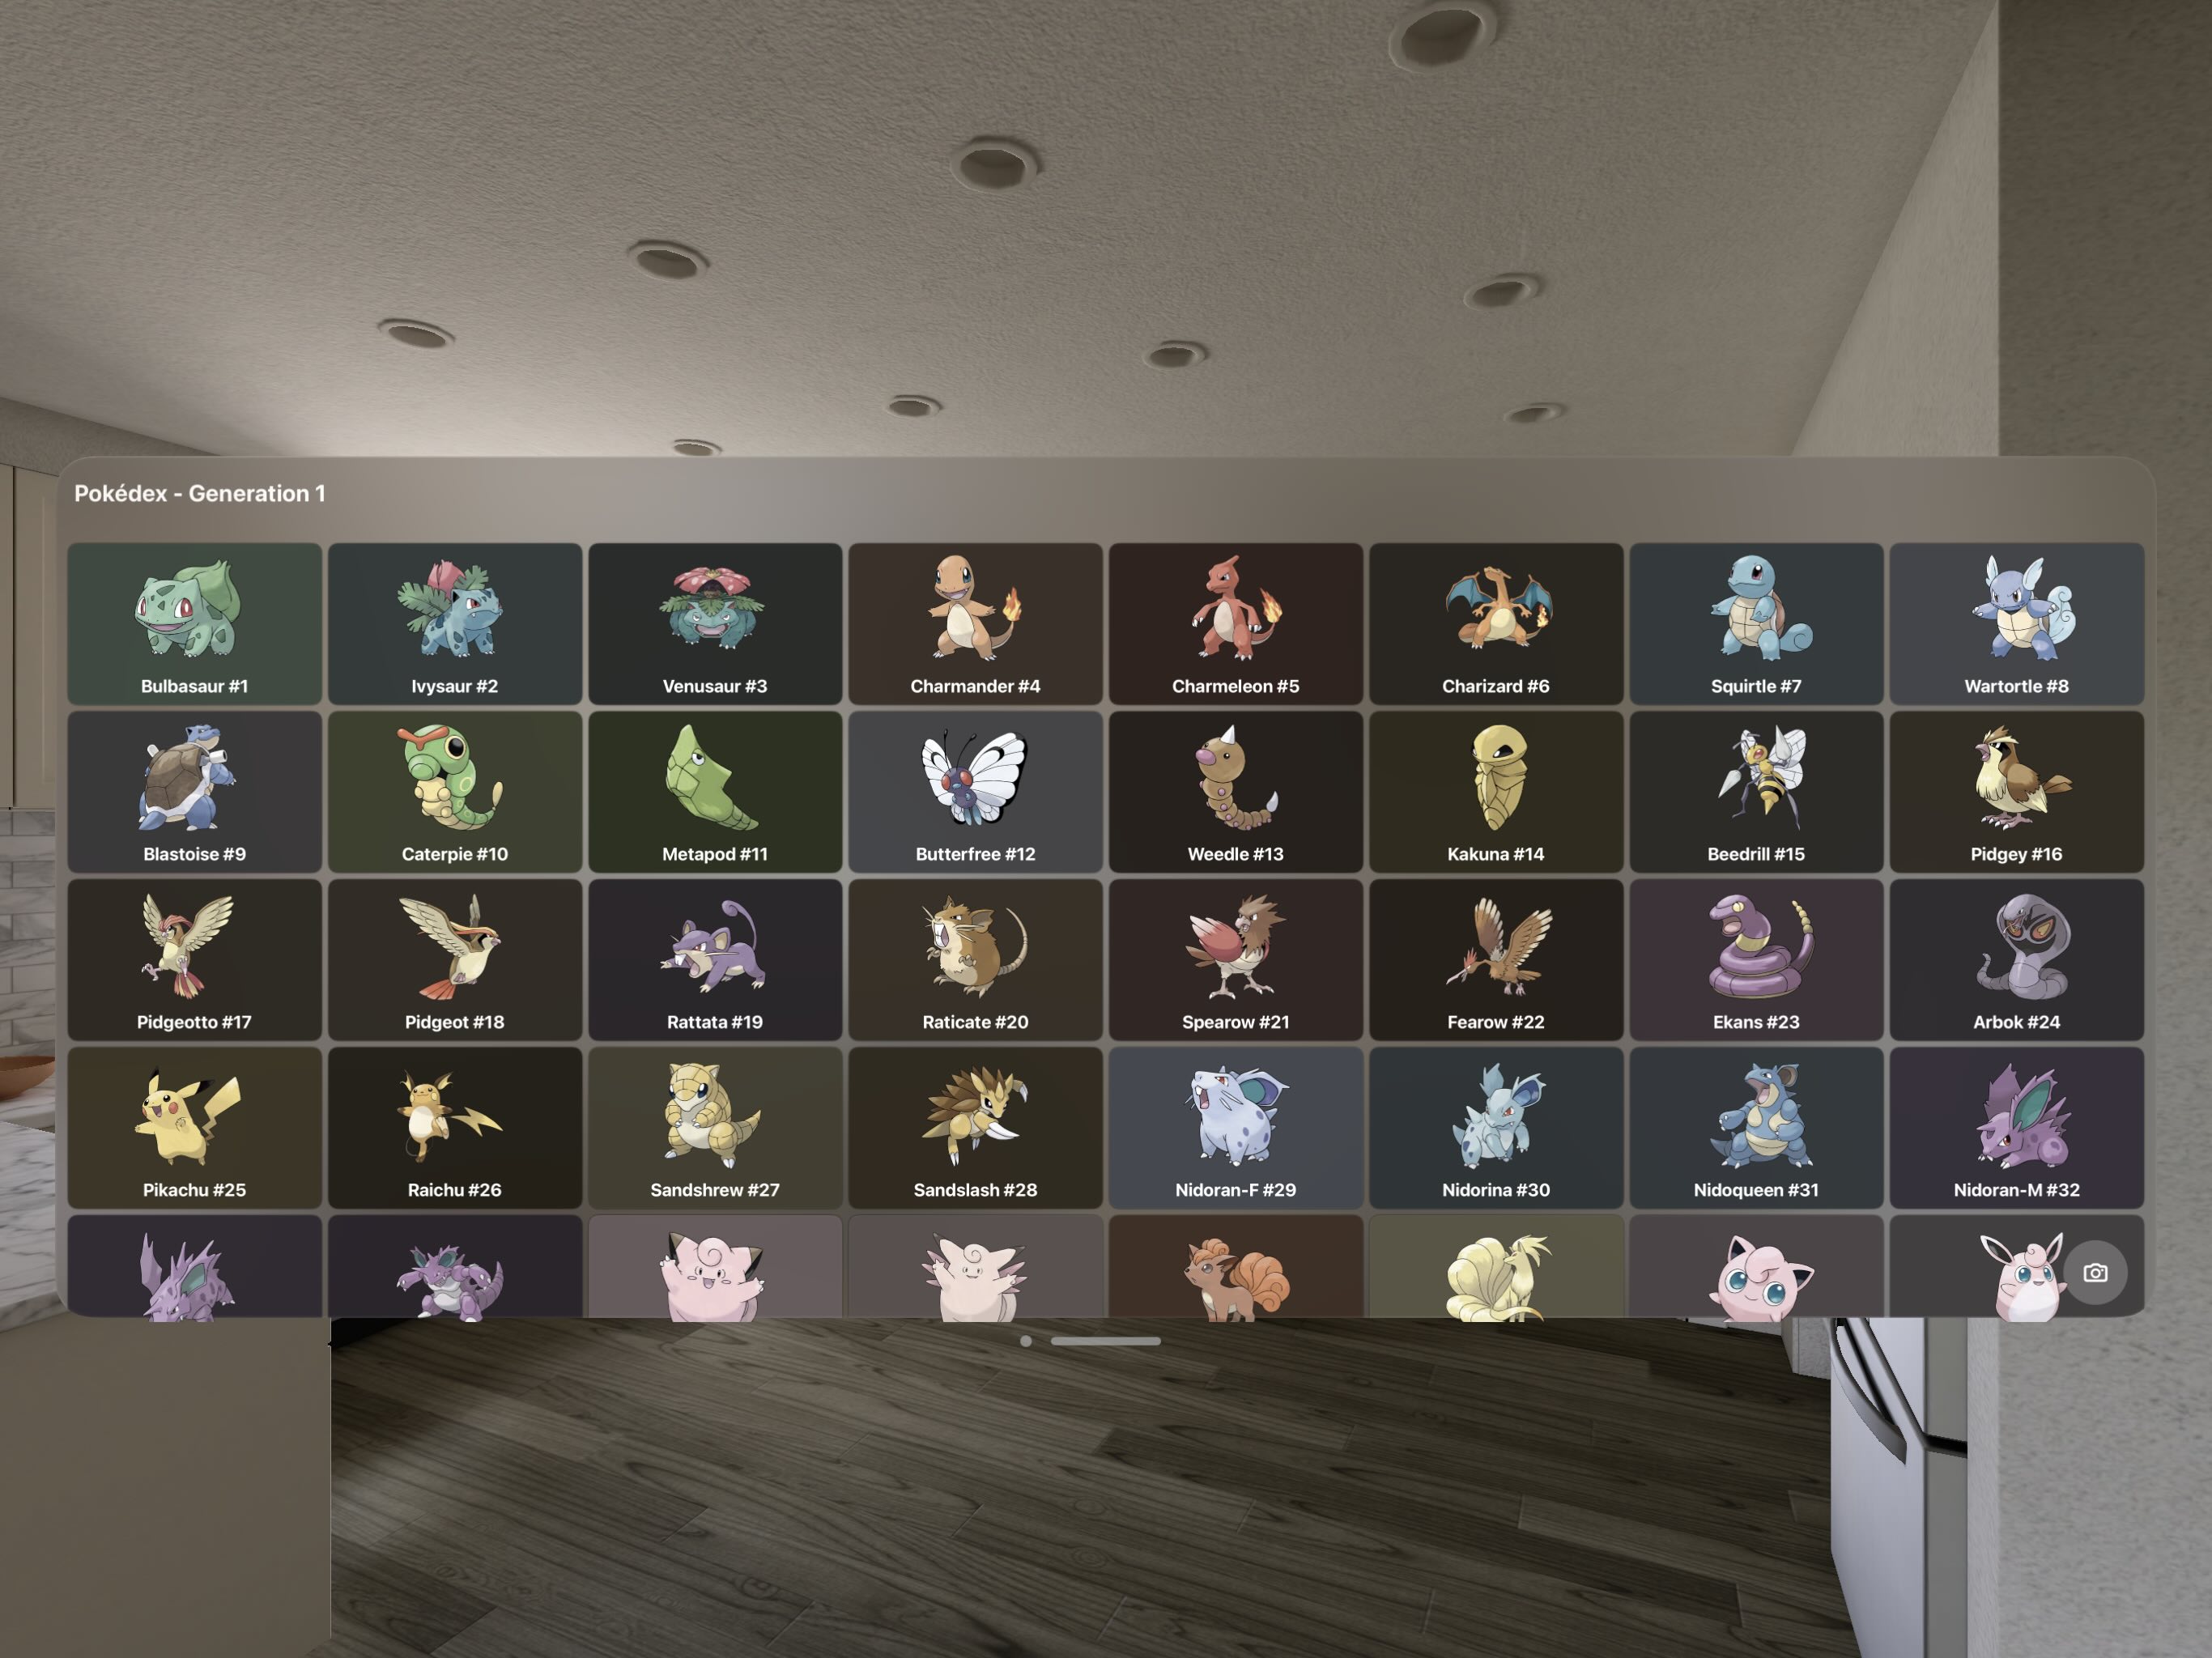 Pokédex - Generation 1
Bulbasaur #1
Ivysaur #2
Venusaur #3
Charmander #4
Charmeleon #5
Charizard #6
Squirtle #7
Wartortle #8
Blastoise #9
Caterpie #10
Metapod #11
Butterfree #12
Weedle #13
Kakuna #14
Beedrill #15
Pidgey #16
Pidgeotto #17
Pidgeot #18
Rattata #19
Raticate #20
Spearow #21
Fearow #22
Ekans #23
Arbok #24
Pikachu #25
Raichu #26
Sandshrew #27
Sandslash #28
Nidoran-F #29
Nidorina #30
Nidoqueen #31
Nidoran-M #32